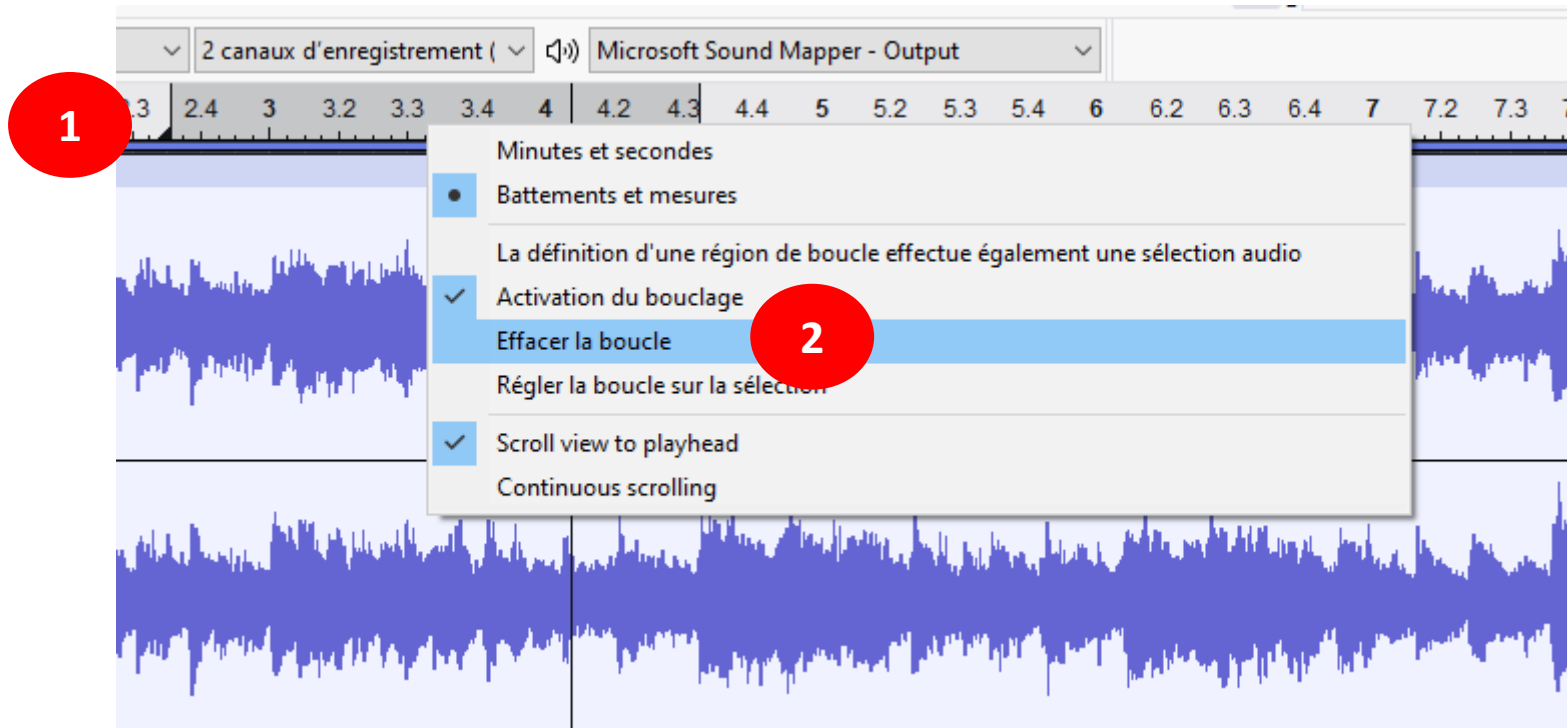 2 canaux d'enregistrement ( Microsoft Sound Mapper - Output
1 .3 2.4 3 3.2 3.3 3.4 4 4.2 4.3 4.4 5 5.2 5.3 5.4 6 6.2 6.3 6.4 7 7.2 7.3
Minutes et secondes
Battements et mesures
La définition d'une région de boucle effectue également une sélection audio
Activation du bouclage
Effacer la boucle 2
Régler la boucle sur la sélection
Scroll view to playhead
Continuous scrolling